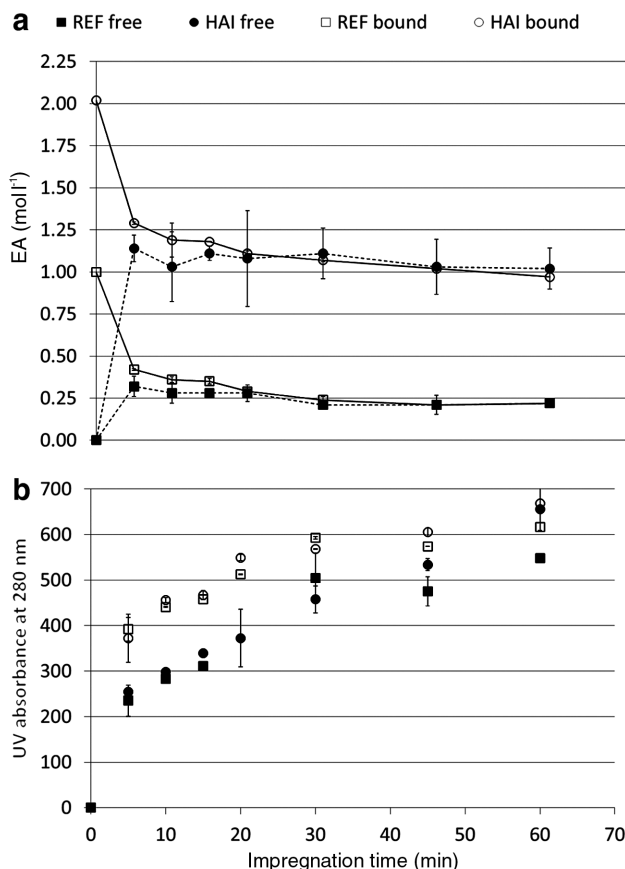 a
■ REF free ● HAI free □ REF bound ○ HAI bound
2.25
2.00
1.75
1.50
1.25
1.00
0.75
0.50
0.25
0.00
EA (mol l⁻¹)
b
700
600
500
400
300
200
100
0
UV absorbance at 280 nm
0 10 20 30 40 50 60 70
Impregnation time (min)